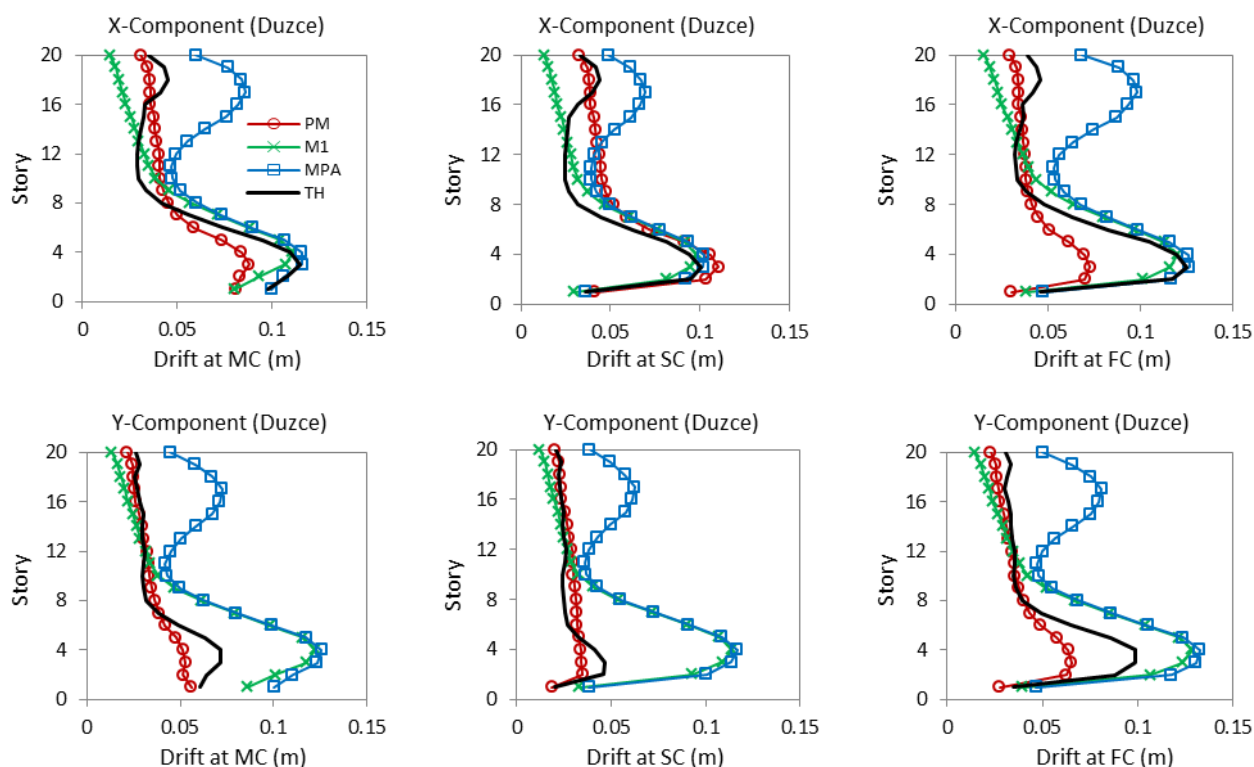 X-Component (Duzce)
20
16
12
8
4
0
Story
PM
M1
MPA
TH
0 0.05 0.1 0.15
Drift at MC (m)
X-Component (Duzce)
20
16
12
8
4
0
Story
0 0.05 0.1 0.15
Drift at SC (m)
X-Component (Duzce)
20
16
12
8
4
0
Story
0 0.05 0.1 0.15
Drift at FC (m)
Y-Component (Duzce)
20
16
12
8
4
0
Story
0 0.05 0.1 0.15
Drift at MC (m)
Y-Component (Duzce)
20
16
12
8
4
0
Story
0 0.05 0.1 0.15
Drift at SC (m)
Y-Component (Duzce)
20
16
12
8
4
0
Story
0 0.05 0.1 0.15
Drift at FC (m)